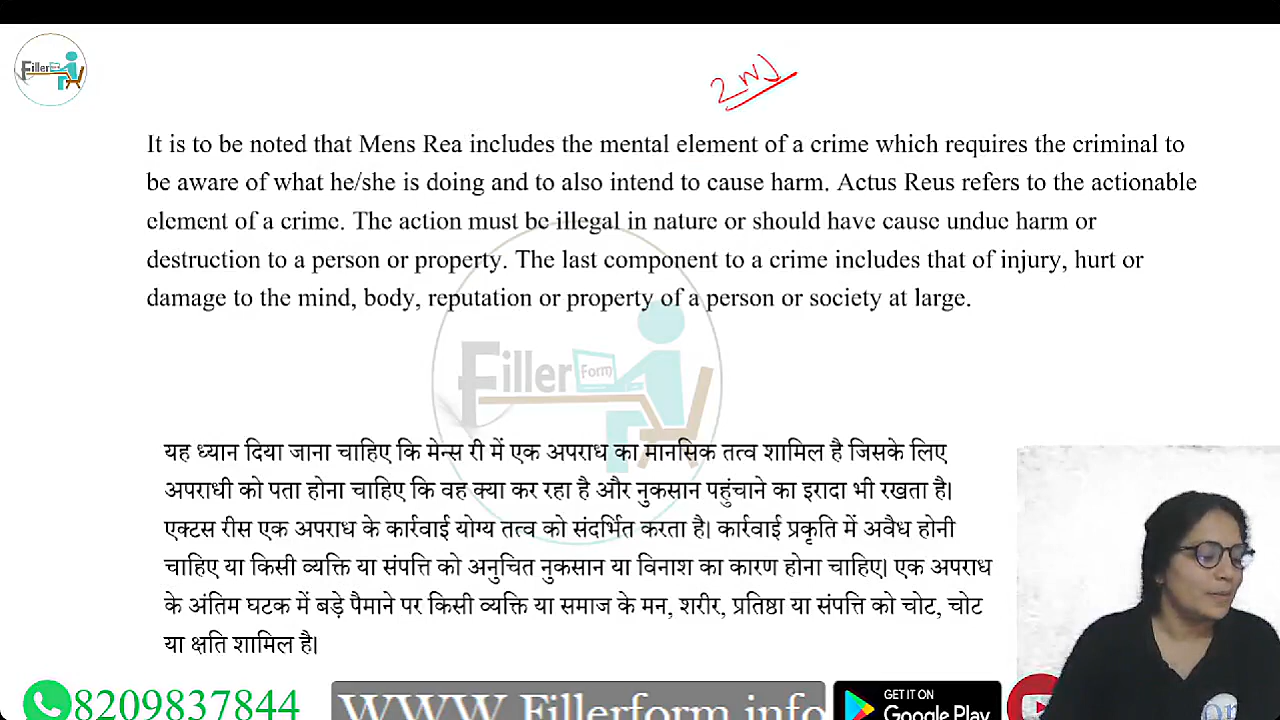 Filler
It is to be noted that Mens Rea includes the mental element of a crime which requires the criminal to
be aware of what he/she is doing and to also intend to cause harm. Actus Reus refers to the actionable
element of a crime. The action must be illegal in nature or should have cause undue harm or
destruction to a person or property. The last component to a crime includes that of injury, hurt or
damage to the mind, body, reputation or property of a person or society at large.
Filler Form
यह ध्यान दिया जाना चाहिए कि मेन्स री में एक अपराध का मानसिक तत्व शामिल है जिसके लिए
अपराधी को पता होना चाहिए कि वह क्या कर रहा है और नुकसान पहुंचाने का इरादा भी रखता है।
एक्टस रीस एक अपराध के कार्रवाई योग्य तत्व को संदर्भित करता है। कार्रवाई प्रकृति में अवैध होनी
चाहिए या किसी व्यक्ति या संपत्ति को अनुचित नुकसान या विनाश का कारण होना चाहिए। एक अपराध
के अंतिम घटक में बड़े पैमाने पर किसी व्यक्ति या समाज के मन, शरीर, प्रतिष्ठा या संपत्ति को चोट, चोट
या क्षति शामिल है।
8209837844
WWW.Fillerform.info
GET IT ON
Google Play